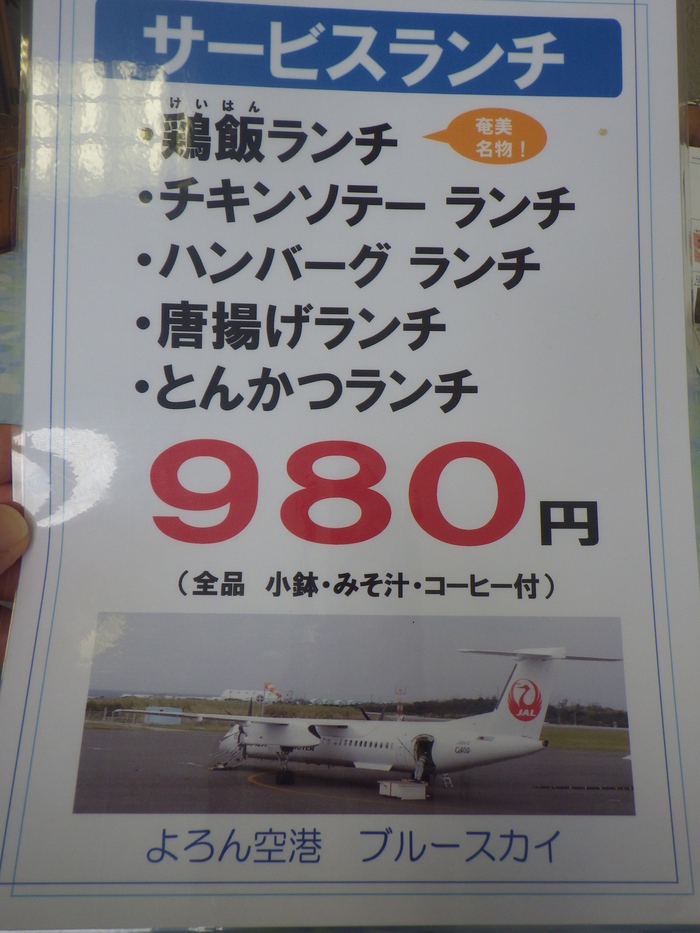 サービスランチ
けいはん
・鶏飯ランチ
奄美
名物！
・チキンソテー ランチ
・ハンバーグ ランチ
・唐揚げランチ
・とんかつランチ
980円
（全品 小鉢・みそ汁・コーヒー付）
JAL
よろん空港 ブルースカイ